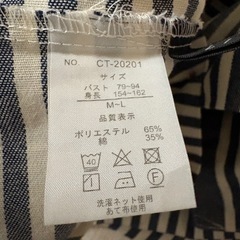 NO. CT-20201
サイズ
バスト 79-94
身長 154-162
M~L
品質表示
ポリエステル 65%
綿 35%
40
洗濯ネット使用
あて布使用